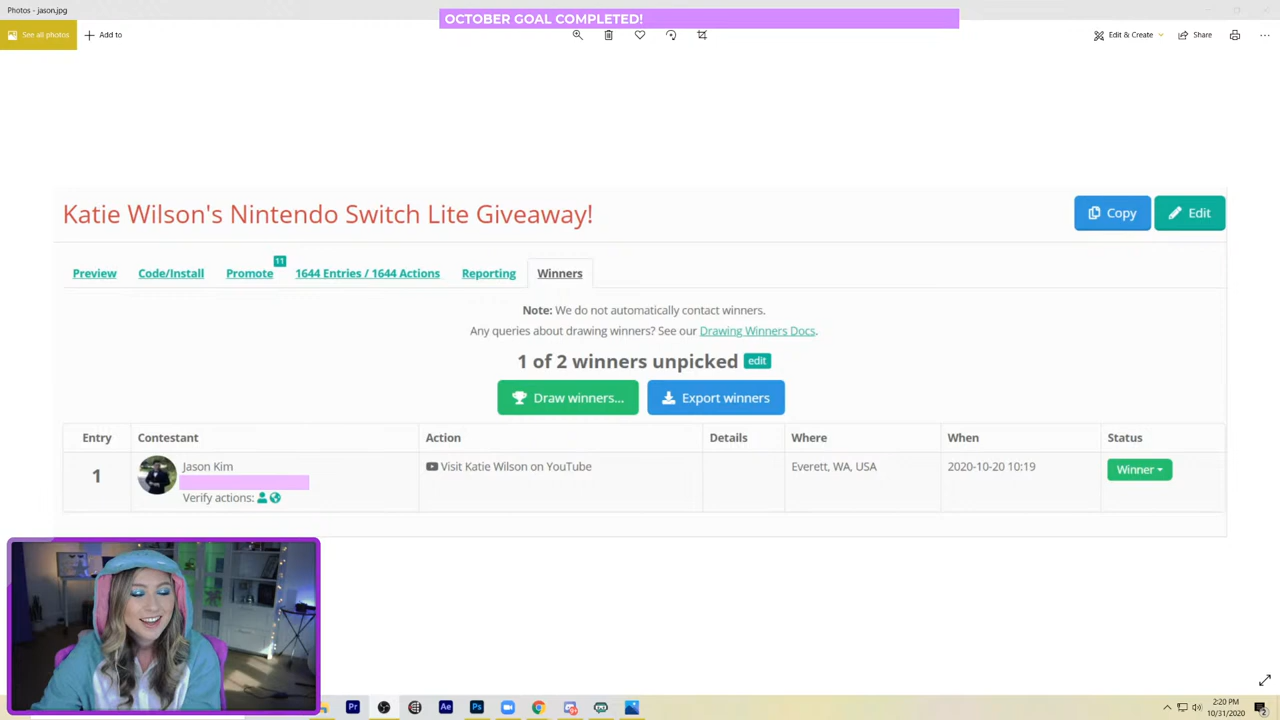 Photos - jason.jpg
OCTOBER GOAL COMPLETED!
See all photos
Add to
Edit & Create
Share
Katie Wilson's Nintendo Switch Lite Giveaway!
Copy
Edit
Preview
Code/Install
Promote
11
1644 Entries / 1644 Actions
Reporting
Winners
Note: We do not automatically contact winners.
Any queries about drawing winners? See our Drawing Winners Docs.
1 of 2 winners unpicked edit
Draw winners...
Export winners
Entry Contestant Action Details Where When Status
1 Jason Kim Visit Katie Wilson on YouTube Everett, WA, USA 2020-10-20 10:19 Winner
Verify actions:
Pr Ae Ps
2:20 PM
10/31/2020
2